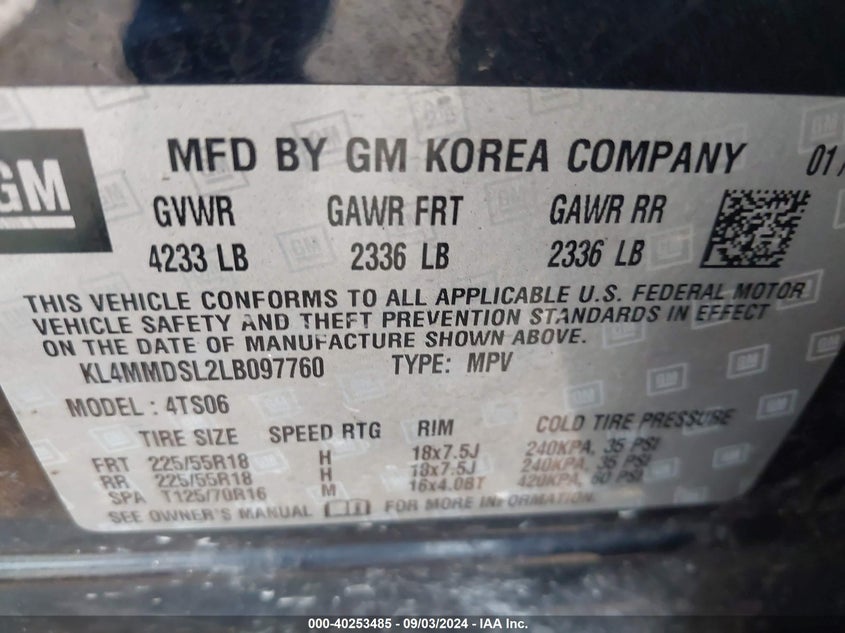 GM
MFD BY GM KOREA COMPANY 01/
GVWR GAWR FRT GAWR RR
4233 LB 2336 LB 2336 LB
THIS VEHICLE CONFORMS TO ALL APPLICABLE U.S. FEDERAL MOTOR
VEHICLE SAFETY AND THEFT PREVENTION STANDARDS IN EFFECT
ON THE DATE OF MANUFACTURE SHOWN ABOVE.
KL4MMDSL2LB097760 TYPE: MPV
MODEL : 4TS06
TIRE SIZE SPEED RTG RIM COLD TIRE PRESSURE
FRT 225/55R18 H 18x7.5J 240KPA, 35 PSI
RR 225/55R18 H 18x7.5J 240KPA, 35 PSI
SPA T125/70R16 M 16x4.0BT 420KPA, 60 PSI
SEE OWNER'S MANUAL FOR MORE INFORMATION
000-40253485 - 09/03/2024 - IAA Inc.